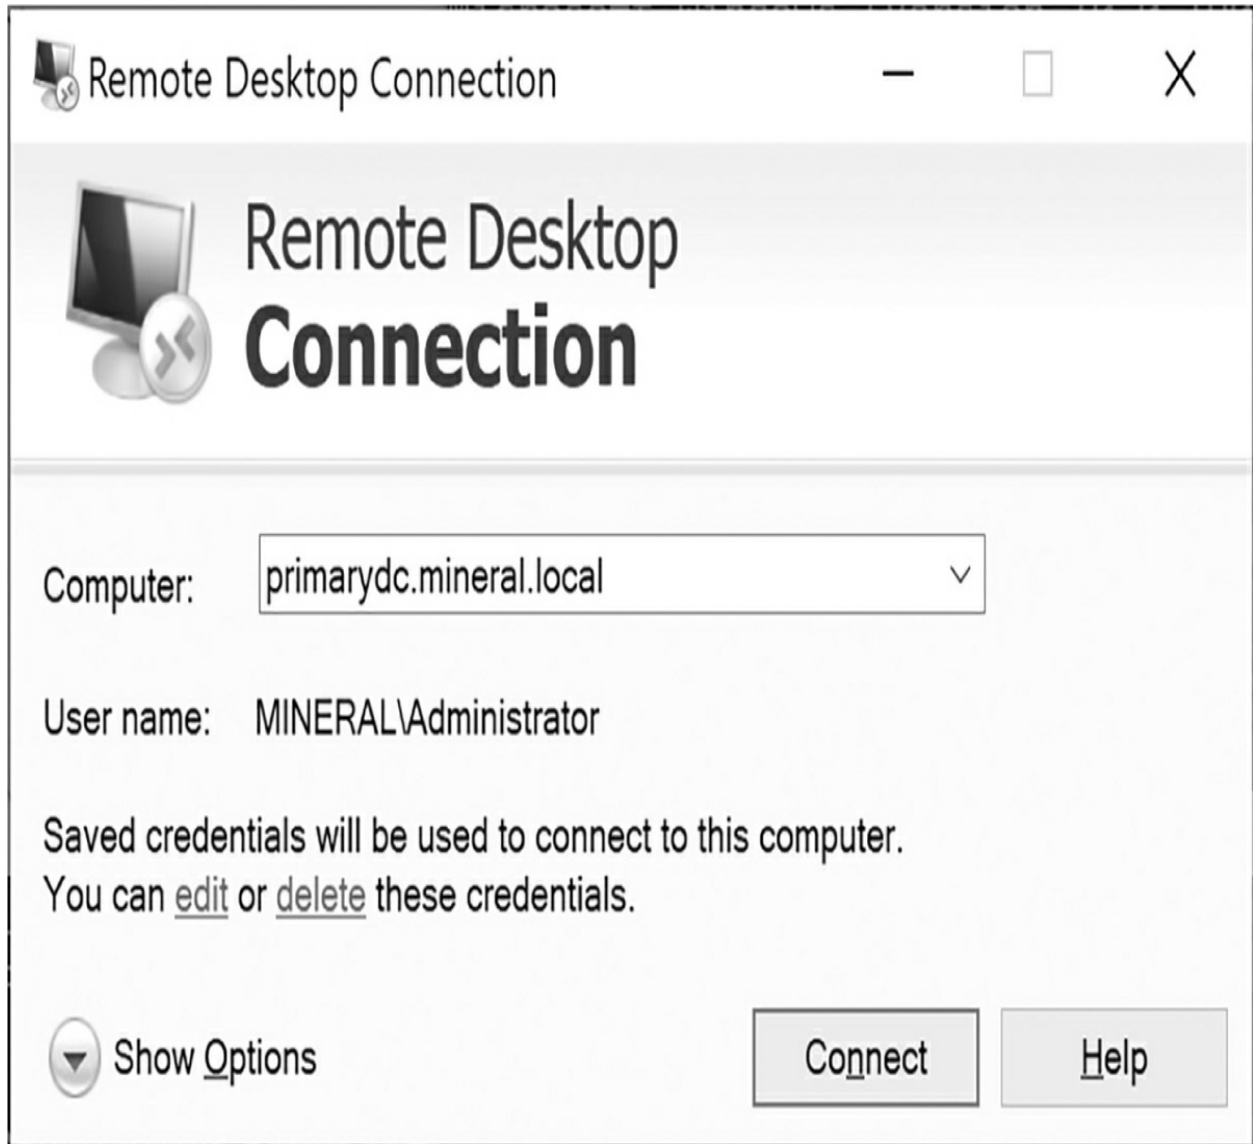 Remote Desktop Connection
Remote Desktop
Connection
Computer: primarydc.mineral.local
User name: MINERAL\Administrator
Saved credentials will be used to connect to this computer.
You can edit or delete these credentials.
Show Options Connect Help